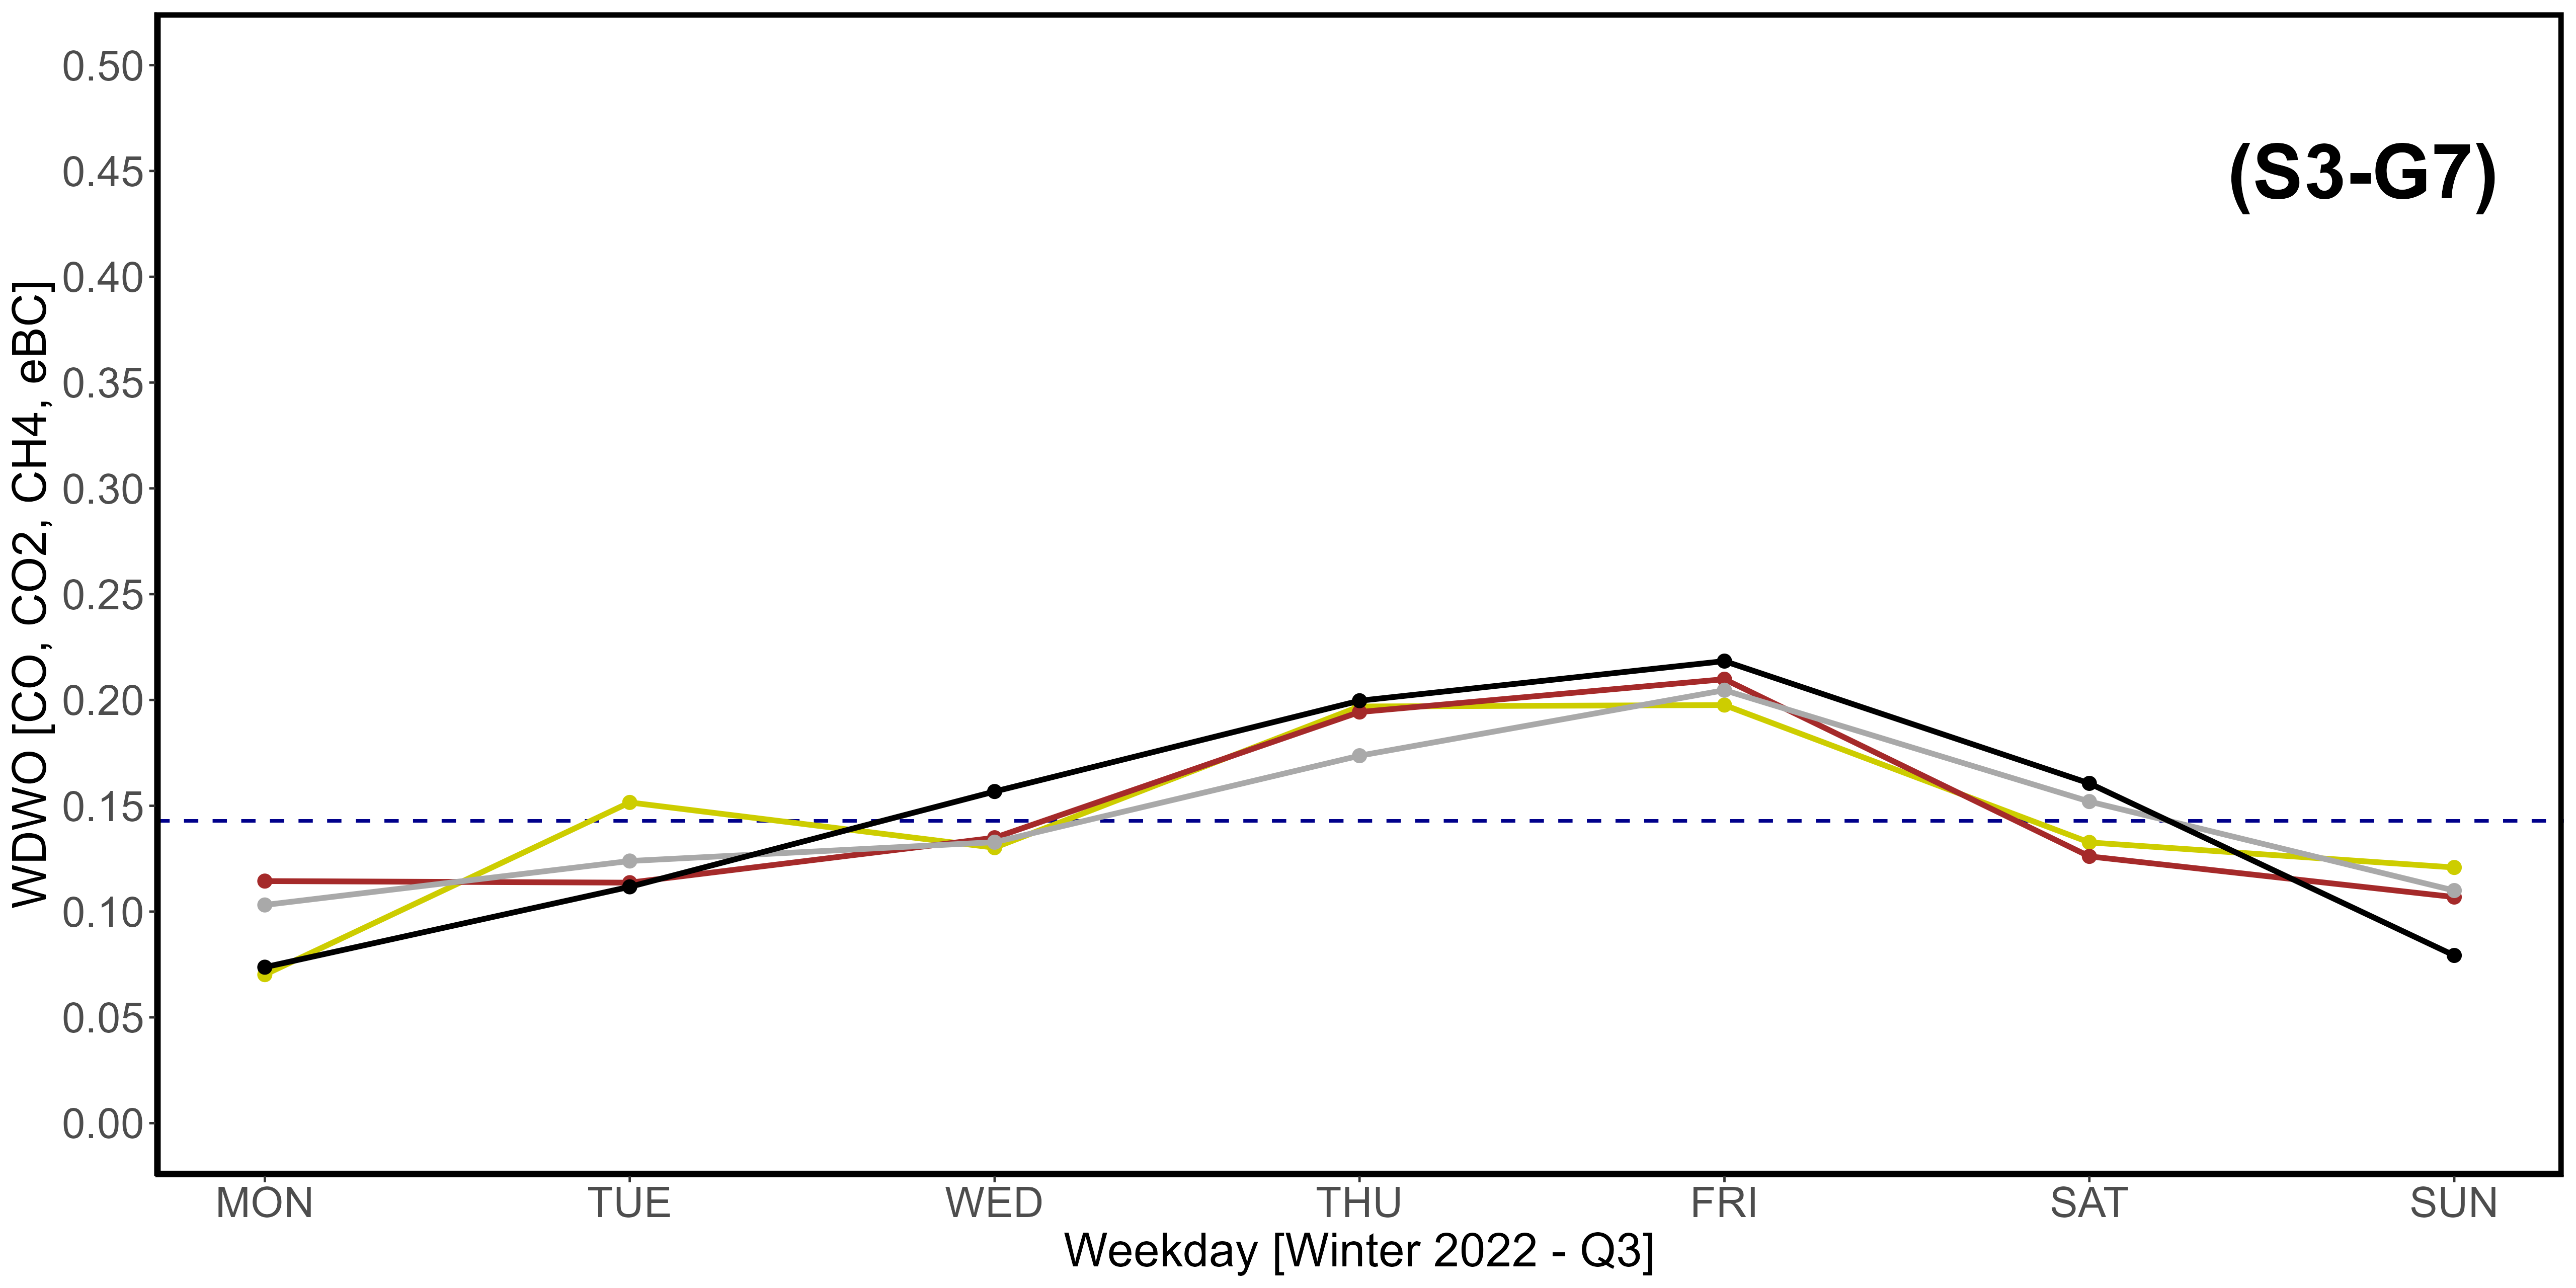 (S3-G7)
WDWO [CO, CO2, CH4, eBC]
0.50
0.45
0.40
0.35
0.30
0.25
0.20
0.15
0.10
0.05
0.00
MON TUE WED THU FRI SAT SUN
Weekday [Winter 2022 - Q3]